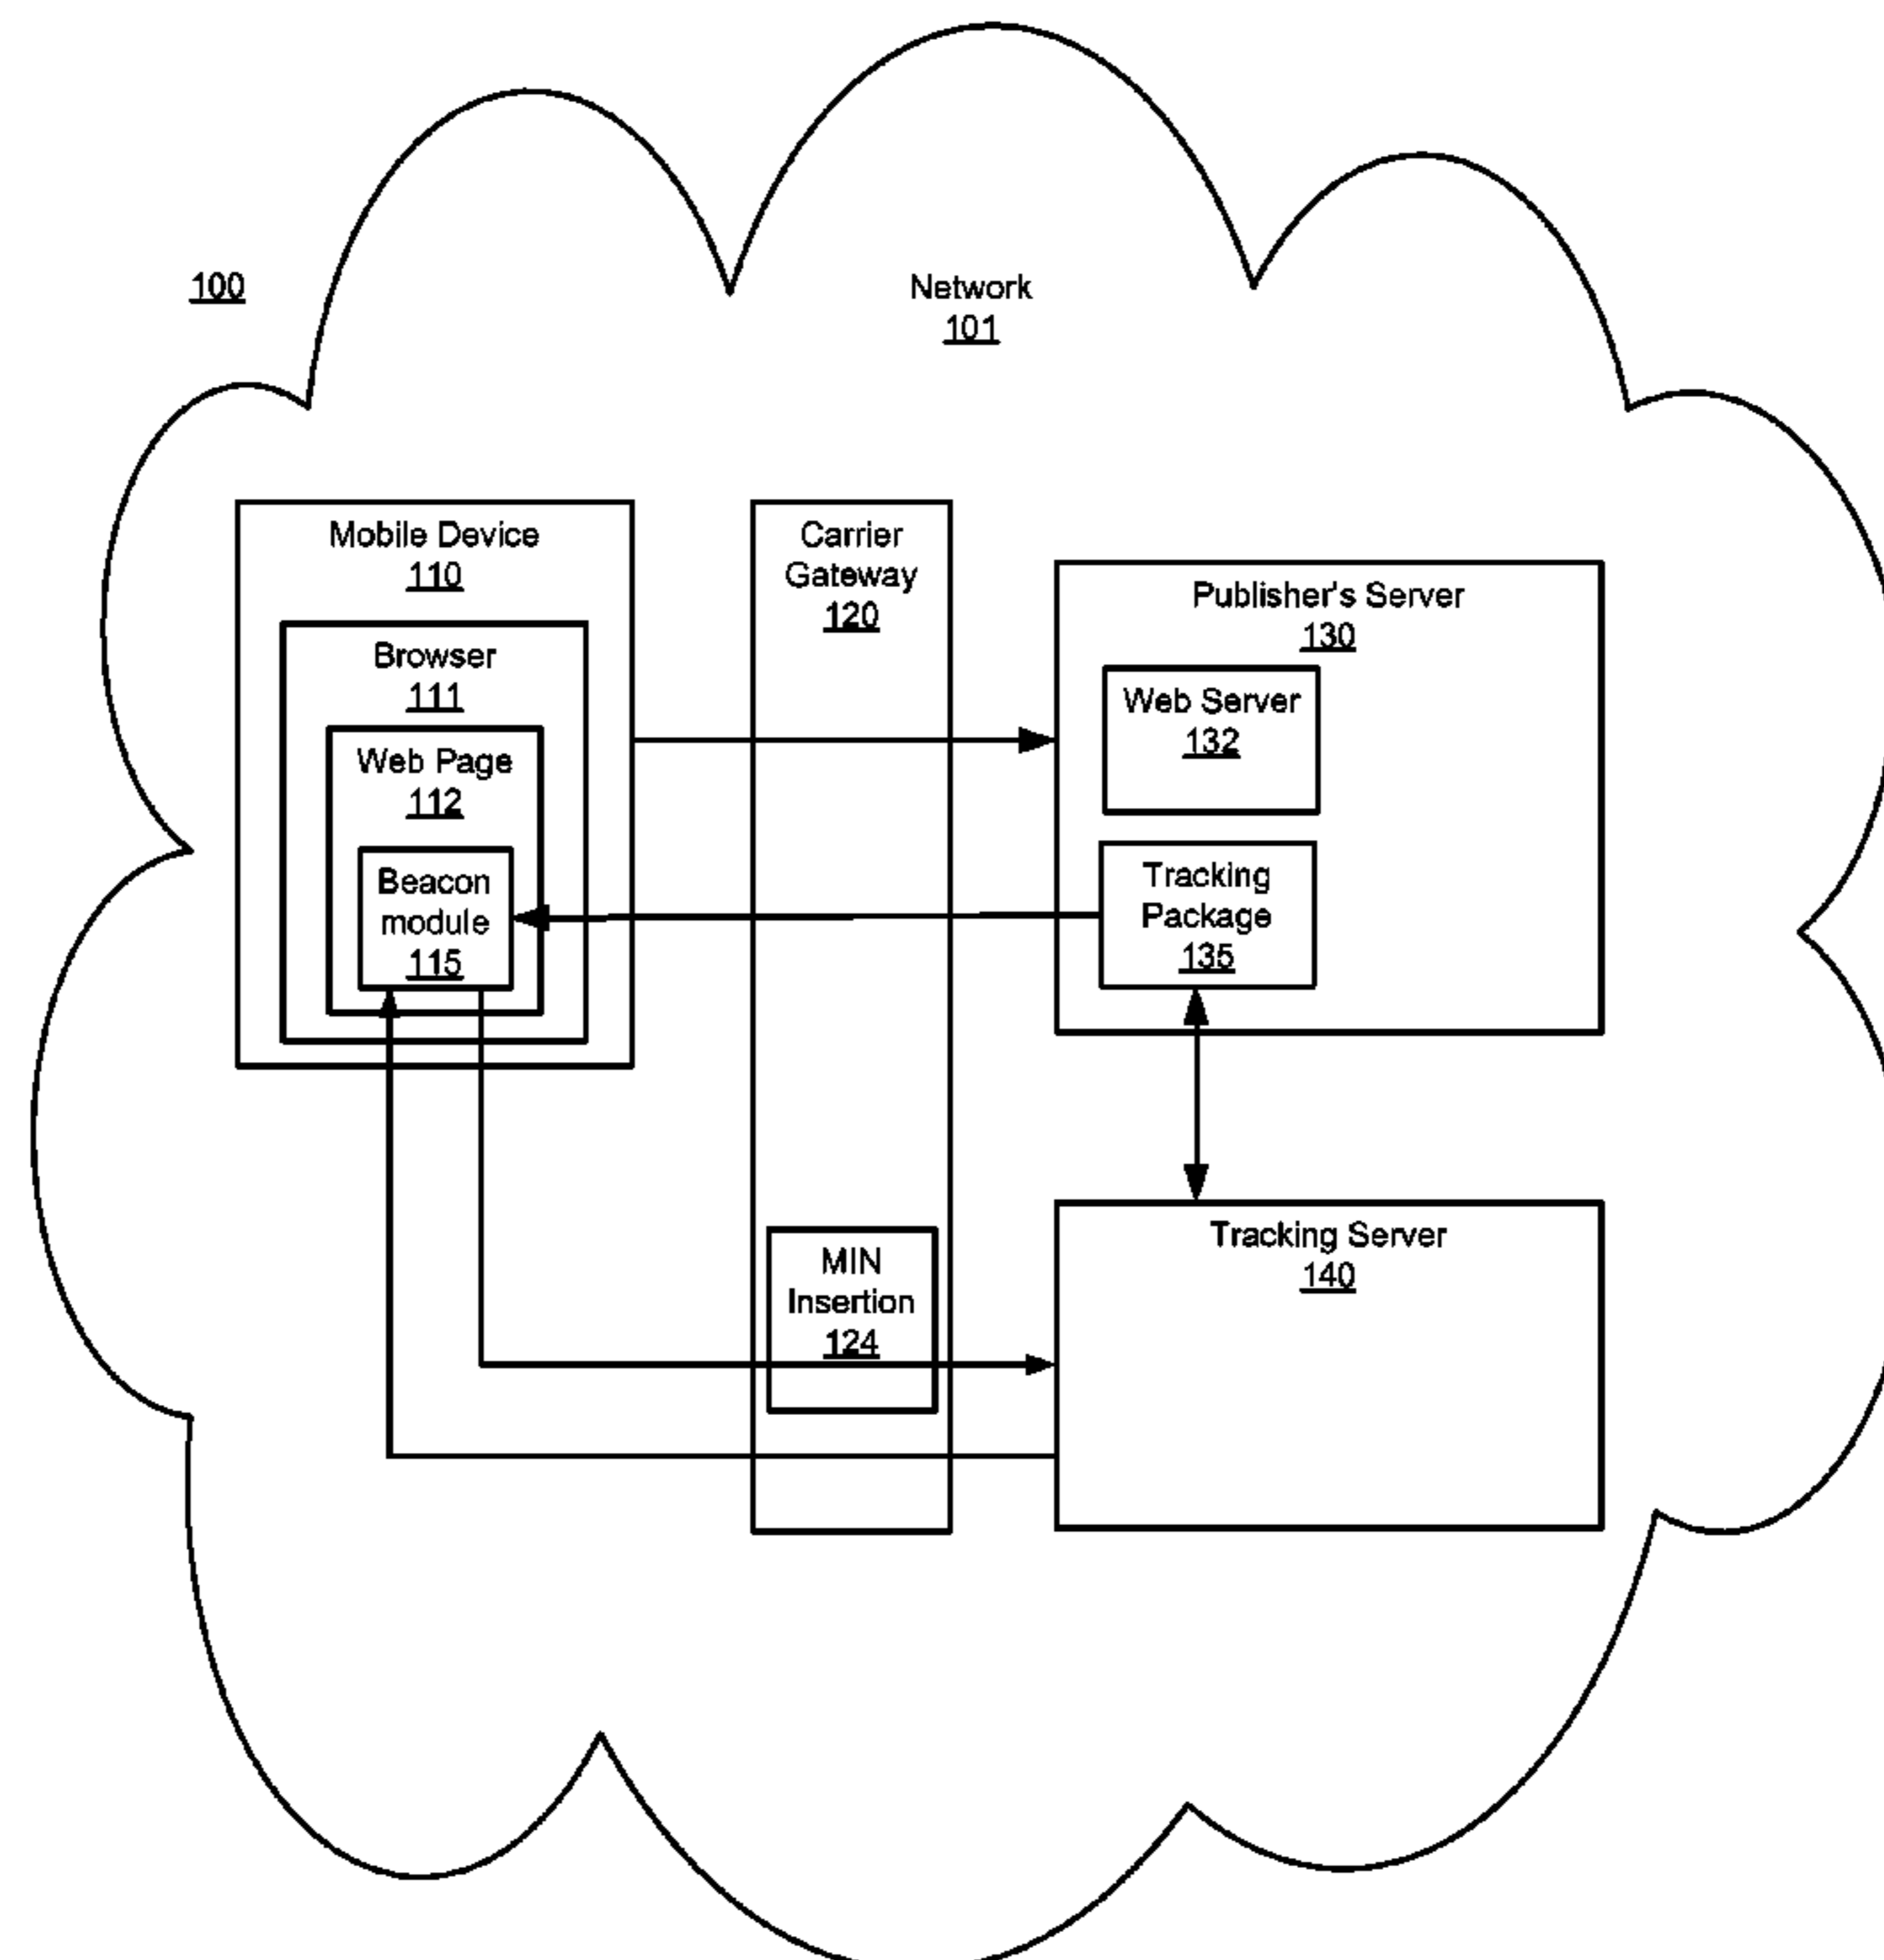 100
Network
101
Mobile Device
110
Browser
111
Web Page
112
Beacon
module
115
Carrier
Gateway
120
MIN
Insertion
124
Publisher's Server
130
Web Server
132
Tracking
Package
135
Tracking Server
140